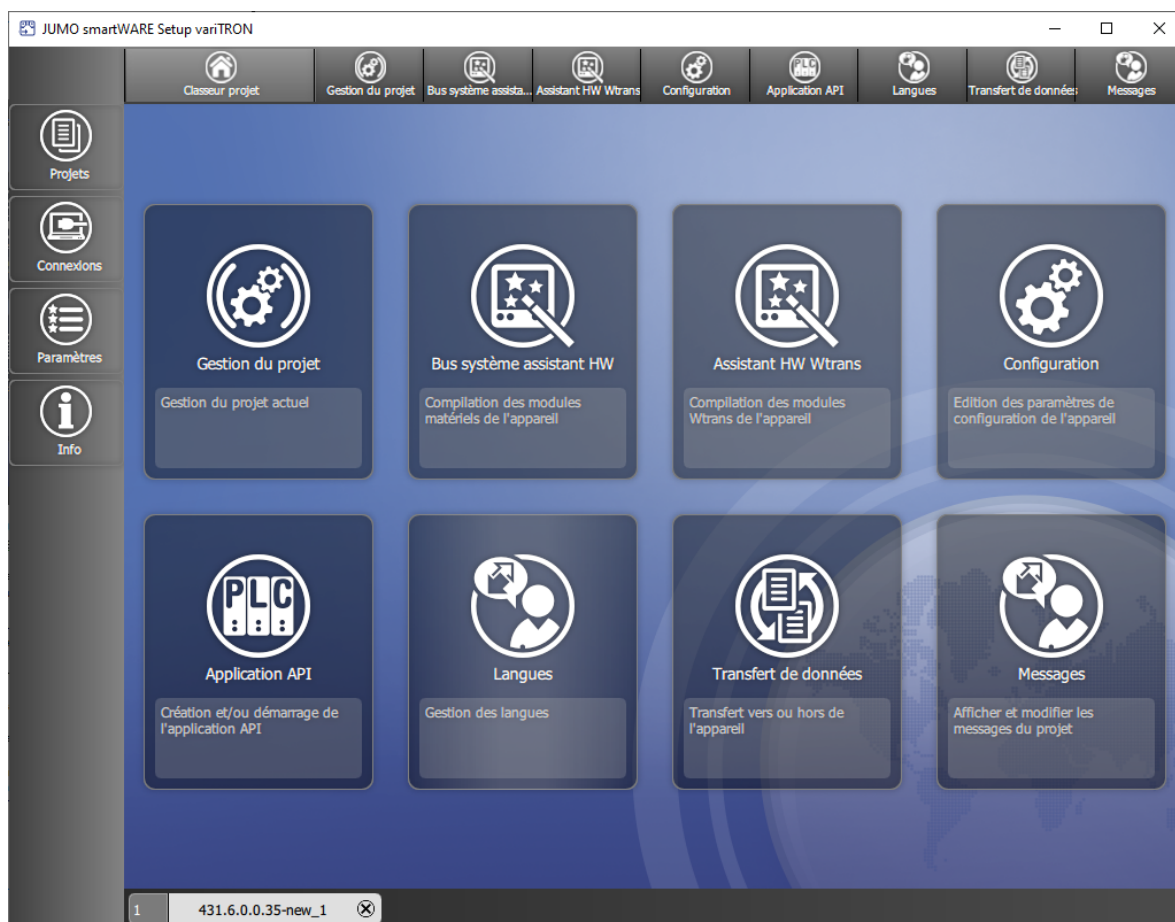 JUMO smartWARE Setup variTRON
Classeur projet
Gestion du projet
Bus système assista...
Assistant HW Wtrans
Configuration
Application API
Langues
Transfert de données
Messages
Projets
Connexions
Paramètres
Info
Gestion du projet
Gestion du projet actuel
Bus système assistant HW
Compilation des modules
matériels de l'appareil
Assistant HW Wtrans
Compilation des modules
Wtrans de l'appareil
Configuration
Edition des paramètres de
configuration de l'appareil
PLC
Application API
Création et/ou démarrage de
l'application API
Langues
Gestion des langues
Transfert de données
Transfert vers ou hors de
l'appareil
Messages
Afficher et modifier les
messages du projet
1
431.6.0.0.35-new_1